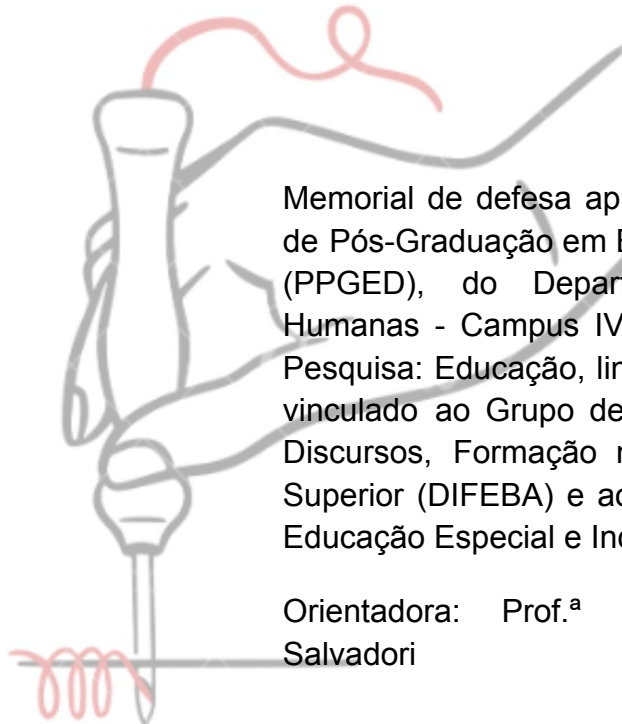 Memorial de defesa
de Pós-Graduação em
(PPGED), do
Humanas - Campus IV
Pesquisa: Educação,
vinculado ao Grupo de
Discursos, Formação
Superior (DIFEBA) e
Educação Especial e
Orientadora: Prof.ª
Salvadori